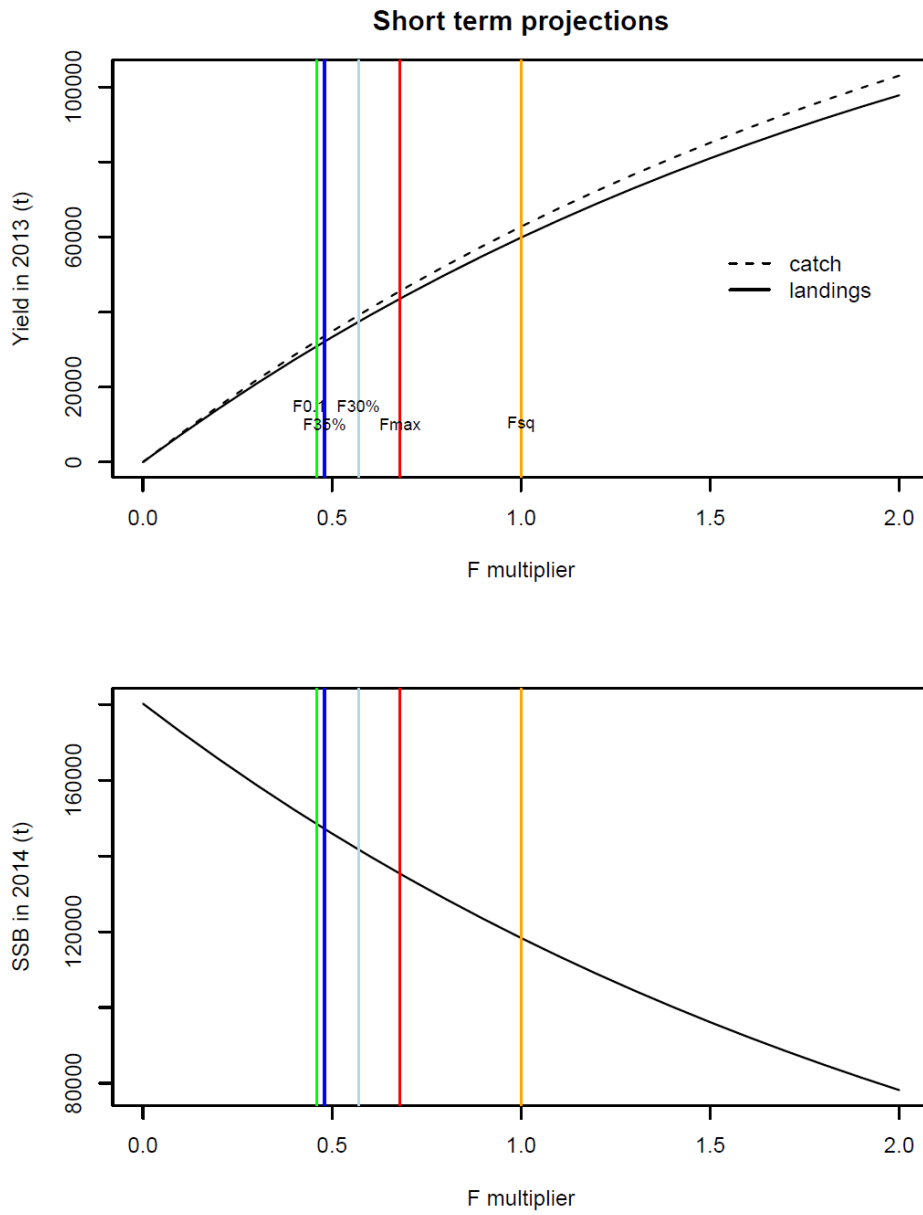 Short term projections
Yield in 2013 (t)
100000
60000
20000
0
catch
landings
F0.1
F30%
F35%
Fmax
Fsq
0.0 0.5 1.0 1.5 2.0
F multiplier
SSB in 2014 (t)
160000
120000
80000
0.0 0.5 1.0 1.5 2.0
F multiplier